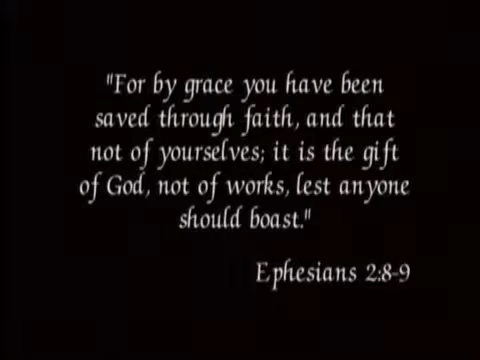 "For by grace you have been
saved through faith, and that
not of yourselves; it is the gift
of God, not of works, lest anyone
should boast."
Ephesians 2:8-9